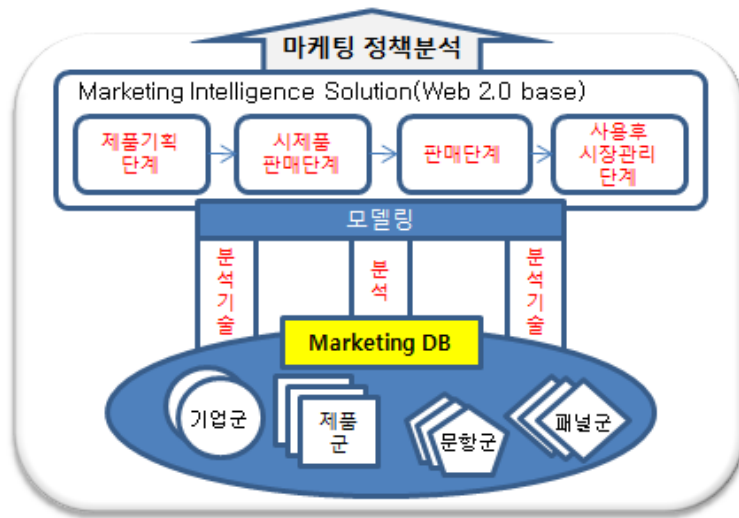 마케팅 정책분석
Marketing Intelligence Solution(Web 2.0 base)
제품기획
단계
시제품
판매단계
판매단계
사용후
시장관리
단계
모델링
분
석
기
술
분
석
분
석
기
술
Marketing DB
기업군
제품
군
문항군
패널군